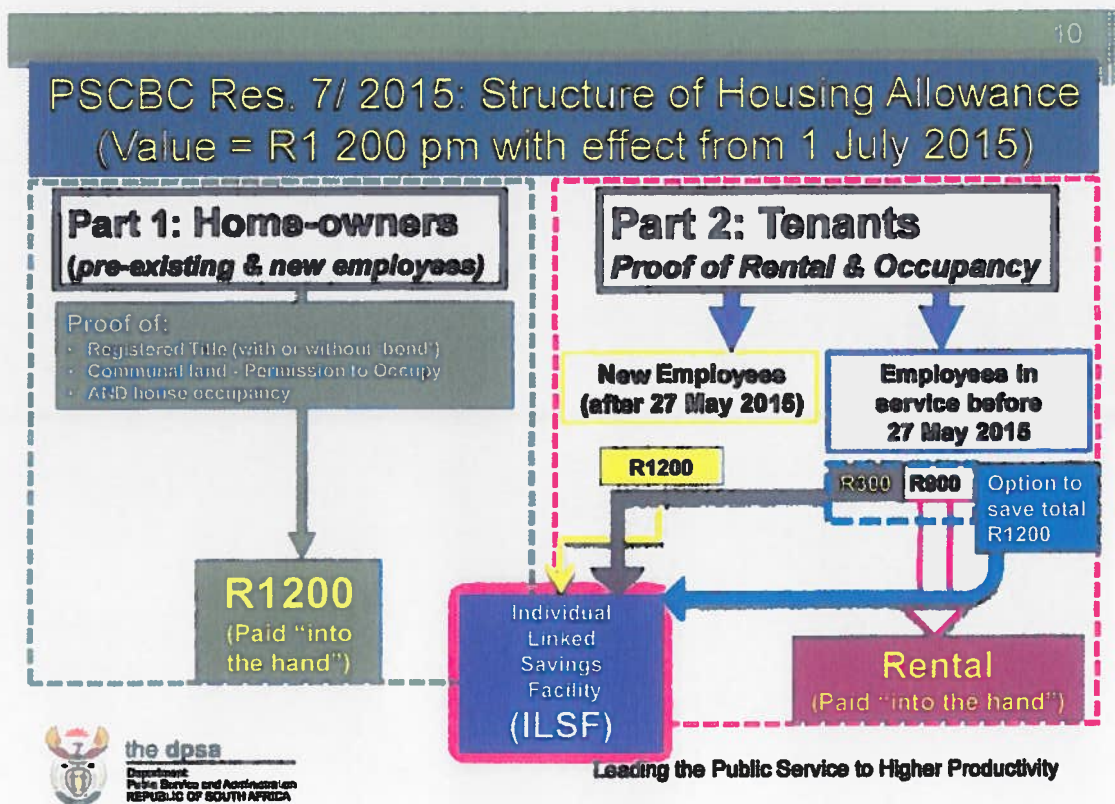 10
PSCBC Res. 7/ 2015: Structure of Housing Allowance
(Value = R1 200 pm with effect from 1 July 2015)
Part 1: Home-owners
(pre-existing & new employees)
Proof of:
• Registered Title (with or without ‘bond’)
• Communal land - Permission to Occupy
• AND house occupancy
R1200
(Paid “into
the hand”)
Part 2: Tenants
Proof of Rental & Occupancy
New Employees
(after 27 May 2015)
Employees in
service before
27 May 2015
R1200
R300
R900
Option to
save total
R1200
Individual
Linked
Savings
Facility
(ILSF)
Rental
(Paid “into the hand”)
the dpsa
Department:
Public Service and Administration
REPUBLIC OF SOUTH AFRICA
Leading the Public Service to Higher Productivity